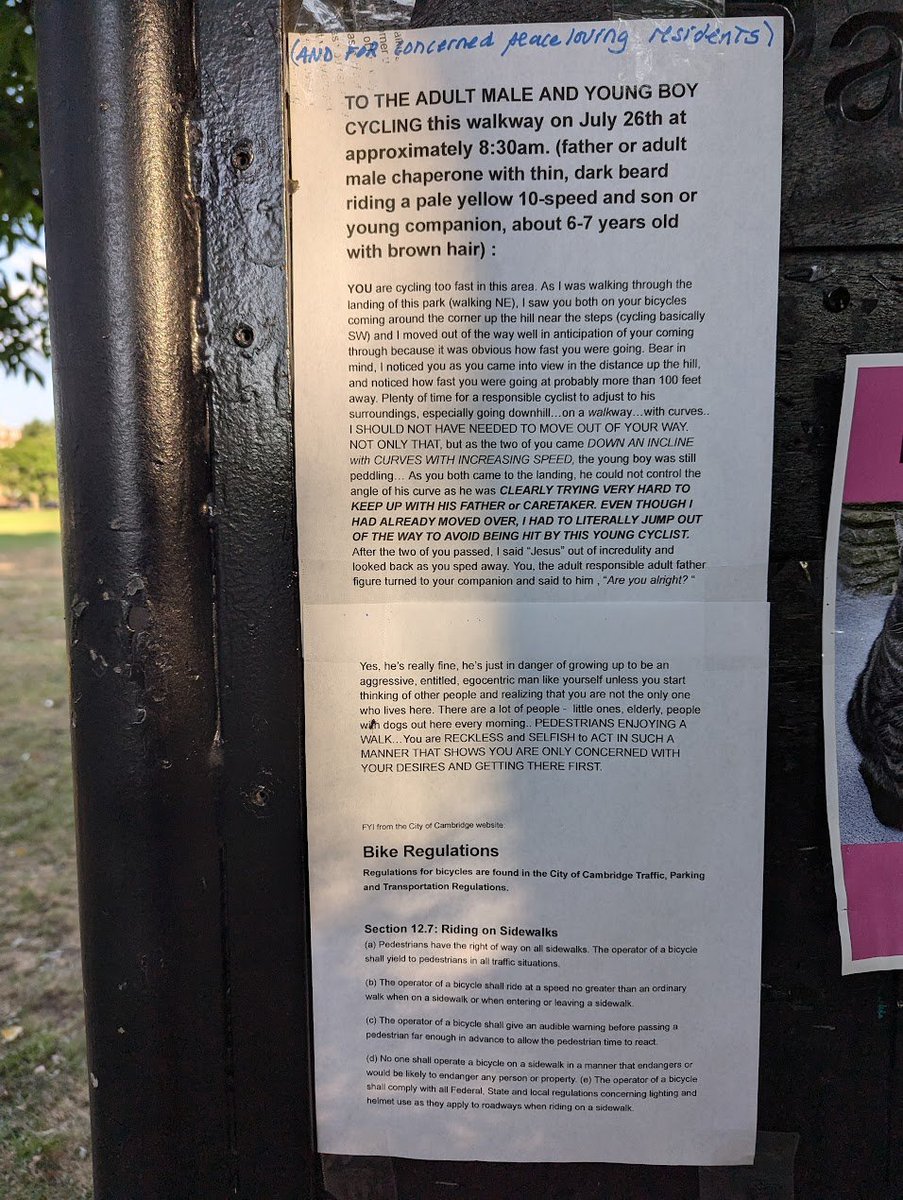 (AND FOR concerned peace loving residents)
TO THE ADULT MALE AND YOUNG BOY
CYCLING this walkway on July 26th at
approximately 8:30am. (father or adult
male chaperone with thin, dark beard
riding a pale yellow 10-speed and son or
young companion, about 6-7 years old
with brown hair) :
YOU are cycling too fast in this area. As I was walking through the
landing of this park (walking NE), I saw you both on your bicycles
coming around the corner up the hill near the steps (cycling basically
SW) and I moved out of the way well in anticipation of your coming
through because it was obvious how fast you were going. Bear in
mind, I noticed you as you came into view in the distance up the hill,
and noticed how fast you were going at probably more than 100 feet
away. Plenty of time for a responsible cyclist to adjust to his
surroundings, especially going downhill…on a walkway…with curves..
I SHOULD NOT HAVE NEEDED TO MOVE OUT OF YOUR WAY.
NOT ONLY THAT, but as the two of you came DOWN AN INCLINE
with CURVES WITH INCREASING SPEED, the young boy was still
peddling… As you both came to the landing, he could not control the
angle of his curve as he was CLEARLY TRYING VERY HARD TO
KEEP UP WITH HIS FATHER or CARETAKER. EVEN THOUGH I
HAD ALREADY MOVED OVER, I HAD TO LITERALLY JUMP OUT
OF THE WAY TO AVOID BEING HIT BY THIS YOUNG CYCLIST.
After the two of you passed, I said “Jesus” out of incredulity and
looked back as you sped away. You, the adult responsible adult father
figure turned to your companion and said to him , “Are you alright? “
Yes, he’s really fine, he’s just in danger of growing up to be an
aggressive, entitled, egocentric man like yourself unless you start
thinking of other people and realizing that you are not the only one
who lives here. There are a lot of people - little ones, elderly, people
with dogs out here every morning.. PEDESTRIANS ENJOYING A
WALK…You are RECKLESS and SELFISH to ACT IN SUCH A
MANNER THAT SHOWS YOU ARE ONLY CONCERNED WITH
YOUR DESIRES AND GETTING THERE FIRST.
FYI from the City of Cambridge website:
Bike Regulations
Regulations for bicycles are found in the City of Cambridge Traffic, Parking
and Transportation Regulations.
Section 12.7: Riding on Sidewalks
(a) Pedestrians have the right of way on all sidewalks. The operator of a bicycle
shall yield to pedestrians in all traffic situations.
(b) The operator of a bicycle shall ride at a speed no greater than an ordinary
walk when on a sidewalk or when entering or leaving a sidewalk.
(c) The operator of a bicycle shall give an audible warning before passing a
pedestrian far enough in advance to allow the pedestrian time to react.
(d) No one shall operate a bicycle on a sidewalk in a manner that endangers or
would be likely to endanger any person or property. (e) The operator of a bicycle
shall comply with all Federal, State and local regulations concerning lighting and
helmet use as they apply to roadways when riding on a sidewalk.